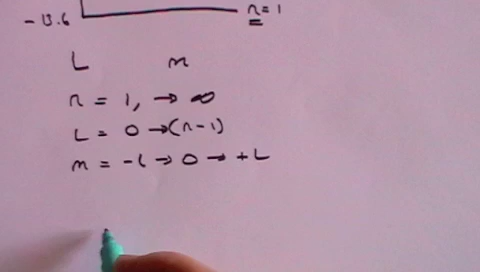 -13.6 n=1
L m
n = 1, → ∞
L = 0 → (n-1)
m = -L → 0 → +L